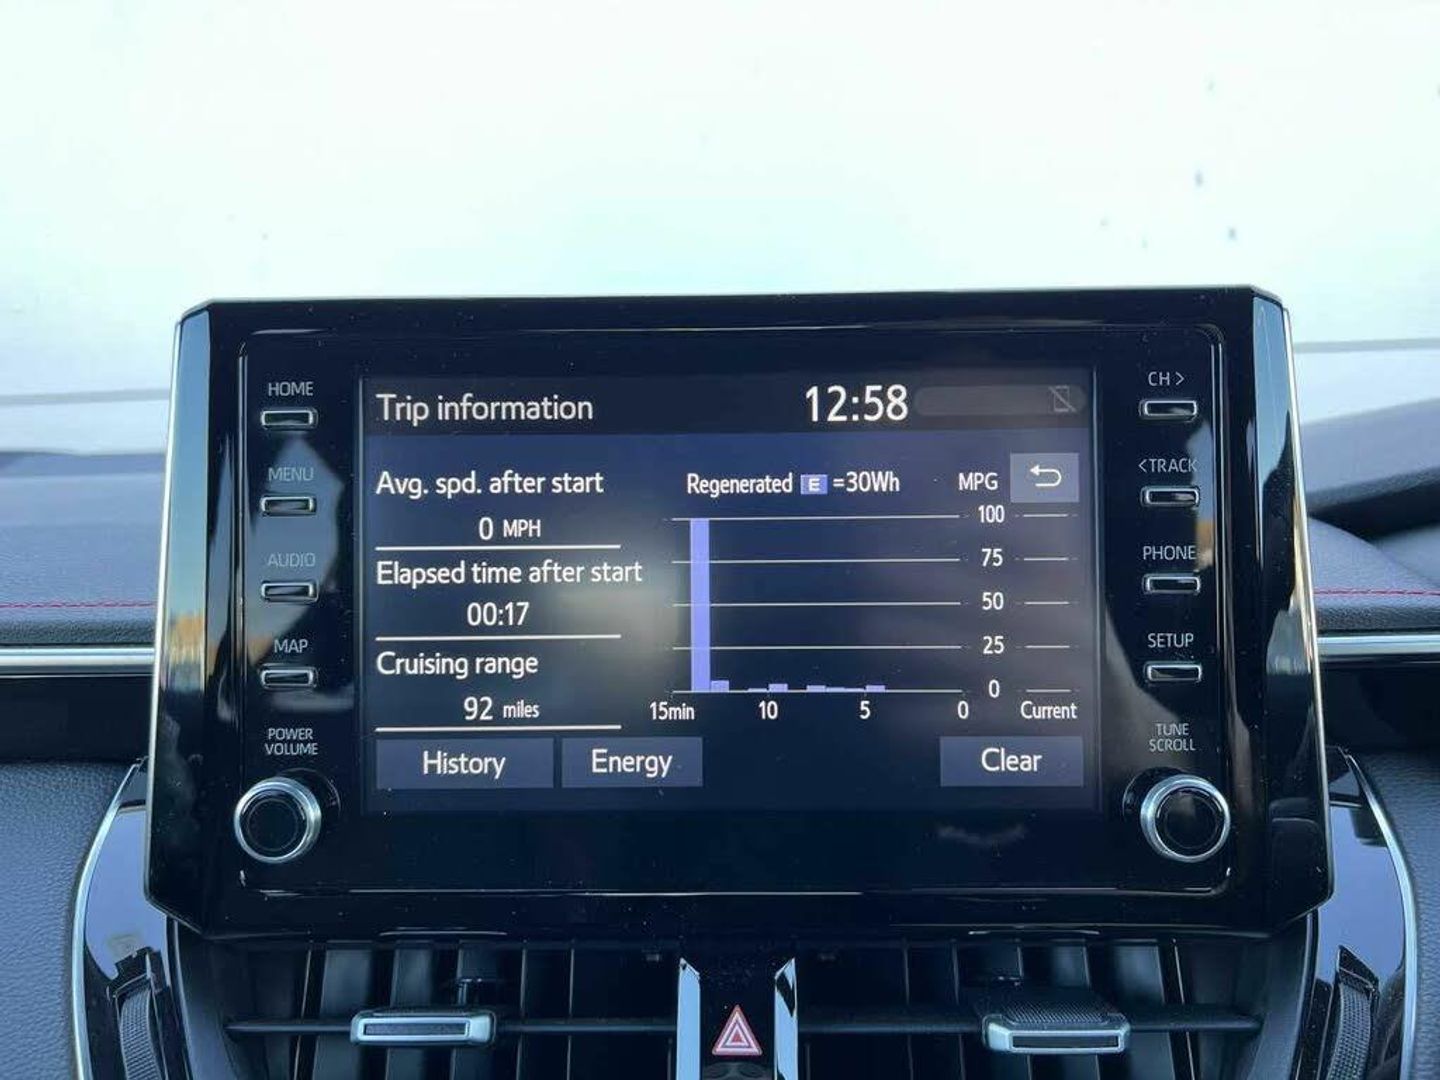 HOME
MENU
AUDIO
MAP
POWER
VOLUME
Trip information
12:58
Avg. spd. after start
0 MPH
Elapsed time after start
00:17
Cruising range
92 miles
Regenerated E =30Wh
MPG
100
75
50
25
0
15min 10 5 0 Current
History
Energy
Clear
CH >
<TRACK
PHONE
SETUP
TUNE
SCROLL